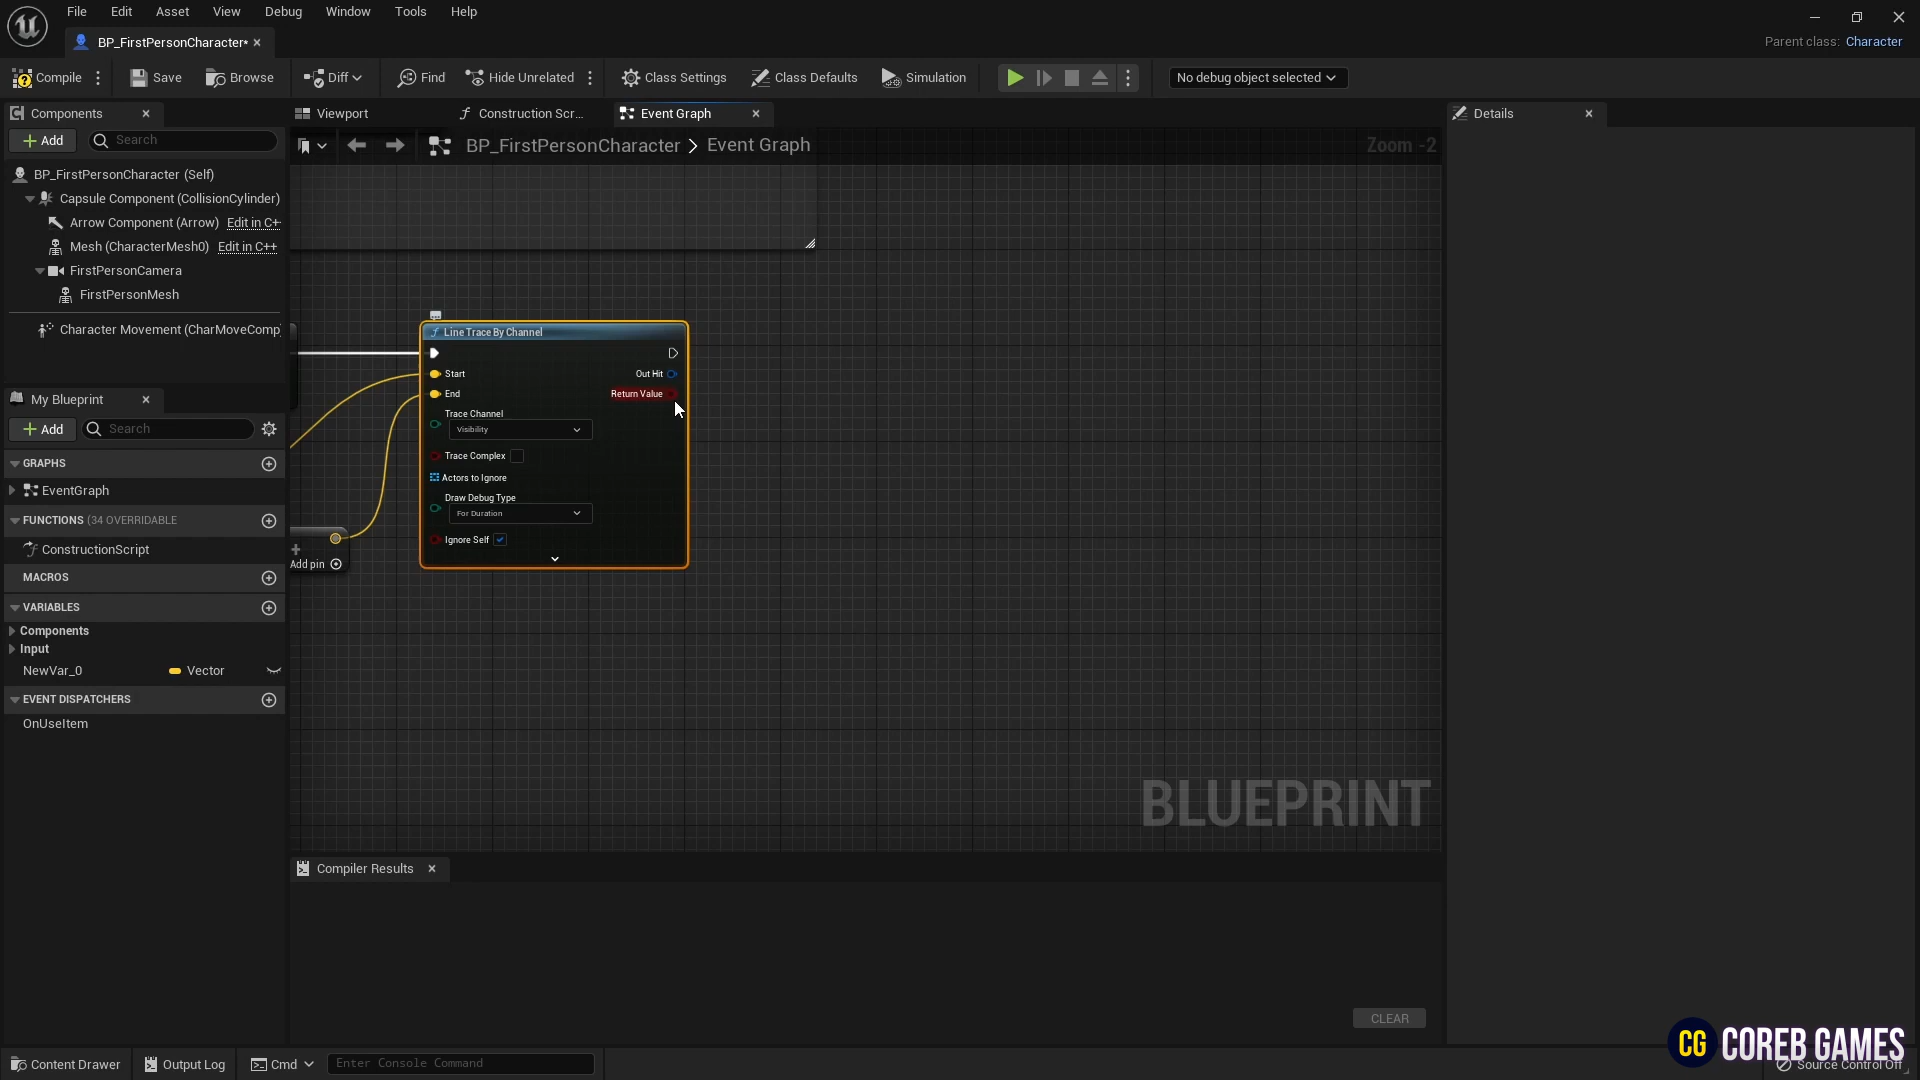 File Edit Asset View Debug Window Tools Help
BP_FirstPersonCharacter*
Parent class: Character
Compile Save Browse Diff Find Hide Unrelated Class Settings Class Defaults Simulation No debug object selected
Components
Viewport Construction Scr... Event Graph
Details
Add Search
BP_FirstPersonCharacter > Event Graph
Zoom -2
BP_FirstPersonCharacter (Self)
Capsule Component (CollisionCylinder)
Arrow Component (Arrow) Edit in C+
Mesh (CharacterMesh0) Edit in C++
FirstPersonCamera
FirstPersonMesh
Character Movement (CharMoveComp
Line Trace By Channel
Start
Out Hit
End
Return Value
Trace Channel
Visibility
Trace Complex
Actors to Ignore
Draw Debug Type
For Duration
Ignore Self
Add pin
My Blueprint
Add Search
GRAPHS
EventGraph
FUNCTIONS (34 OVERRIDABLE
ConstructionScript
MACROS
VARIABLES
Components
Input
NewVar_0 Vector
EVENT DISPATCHERS
OnUseItem
BLUEPRINT
Compiler Results
CLEAR
CG COREB GAMES
Content Drawer Output Log Cmd Enter Console Command
Source Control Off